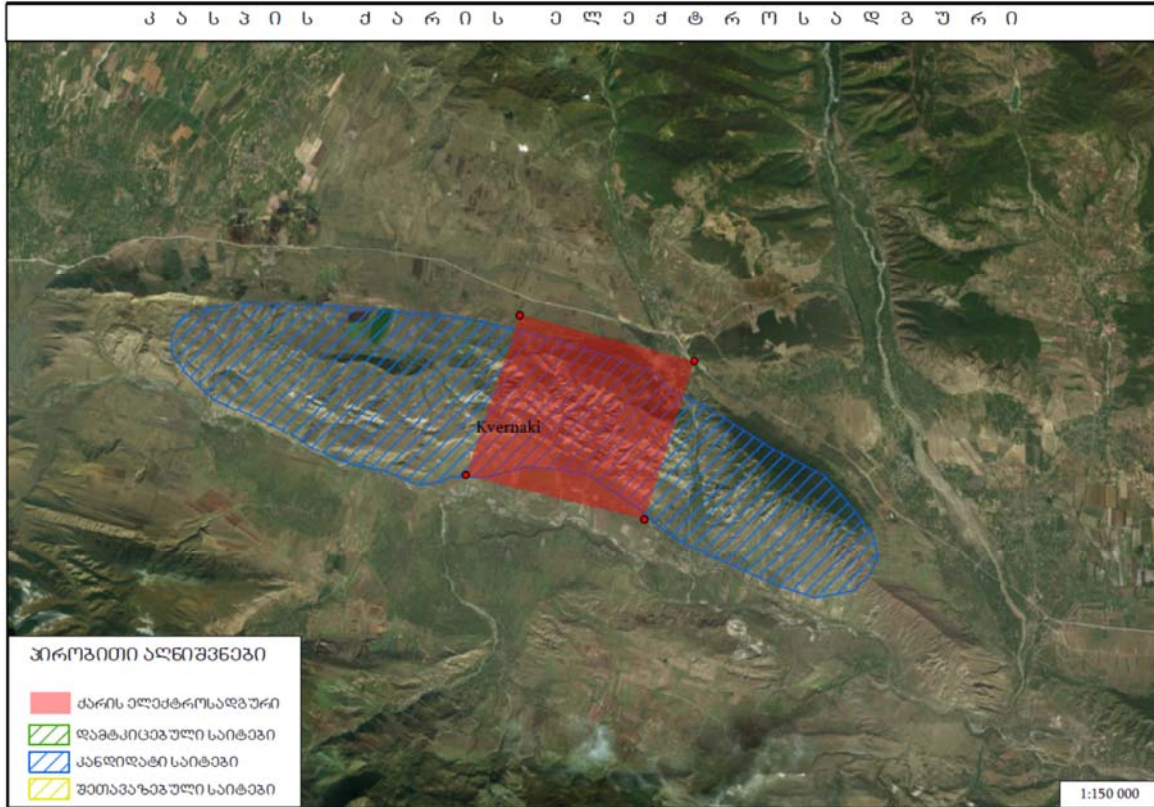 კასპის ქარის ელექტროსადგური
Kvernaki
პირობითი აღნიშვნები
ქარის ელექტროსადგური
დამტკიცებული საიტები
კანდიდატი საიტები
შეთავაზებული საიტები
1:150 000